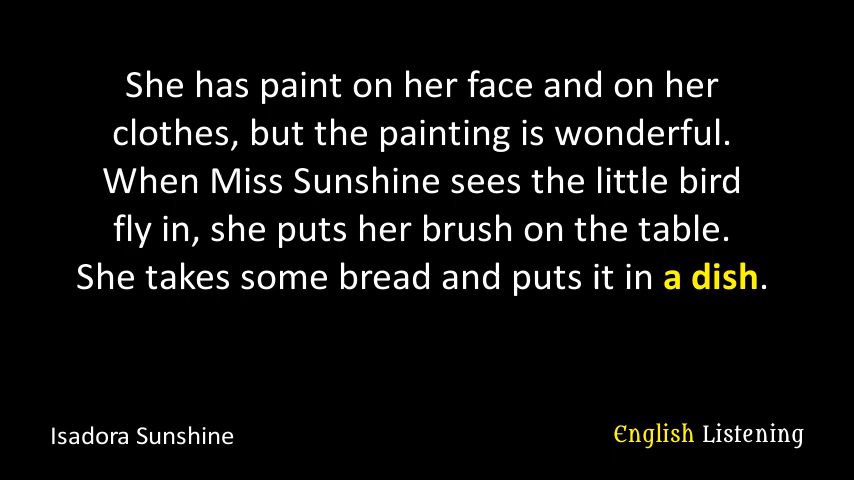 She has paint on her face and on her
clothes, but the painting is wonderful.
When Miss Sunshine sees the little bird
fly in, she puts her brush on the table.
She takes some bread and puts it in a dish.
Isadora Sunshine
English Listening